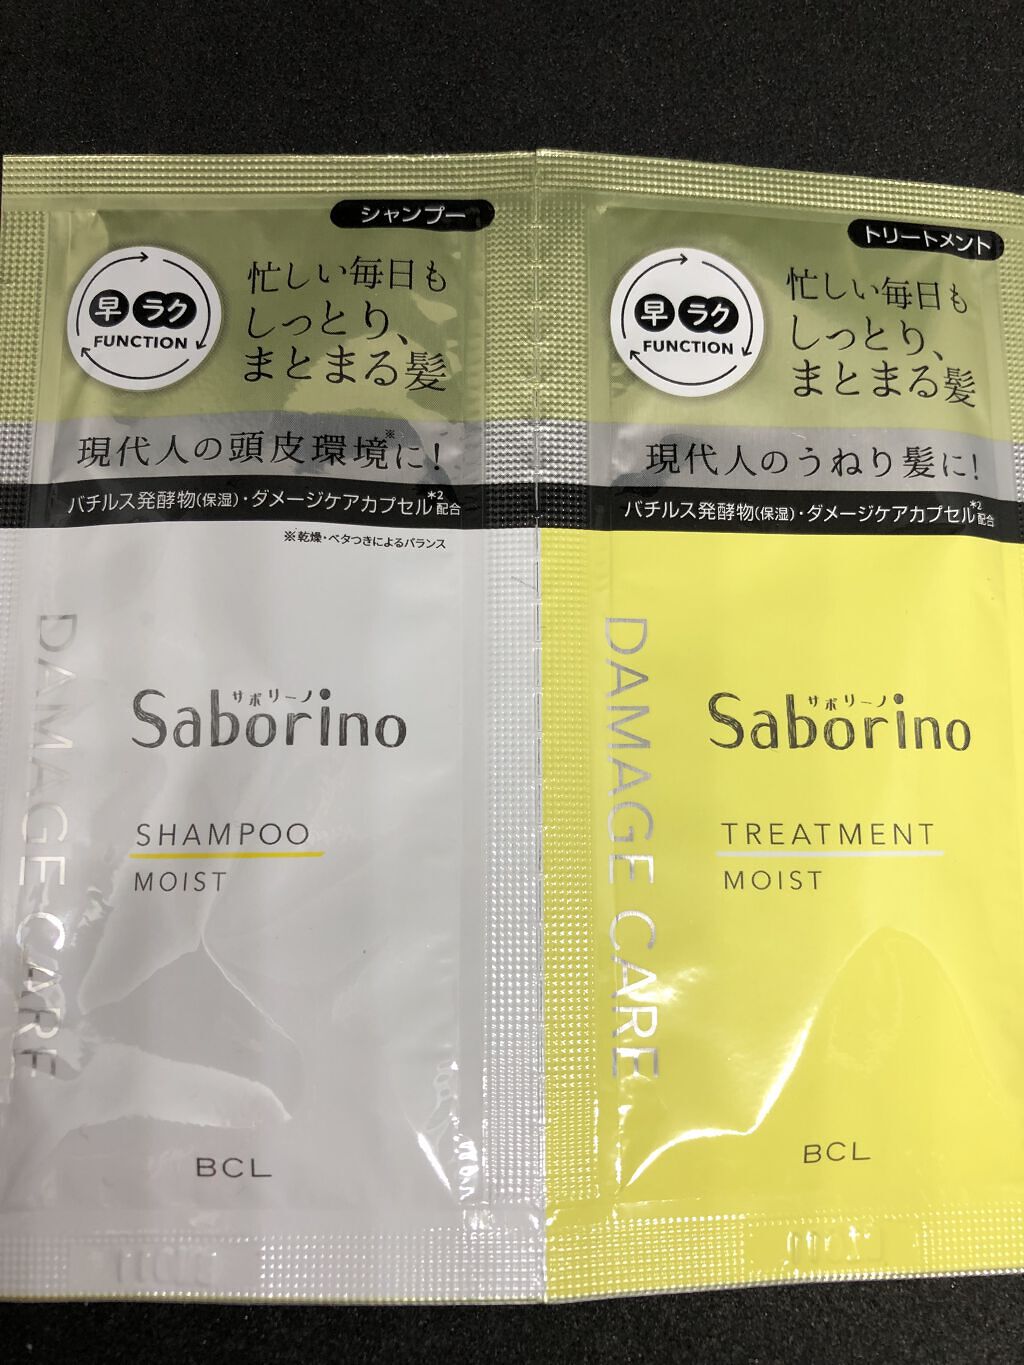 シャンプー
早 ラク
FUNCTION
忙しい毎日も
しっとり、
まとまる髪
現代人の頭皮環境※に!
バチルス発酵物(保湿)・ダメージケアカプセル*2配合
※乾燥・ベタつきによるバランス
DAMAGE CARE
サボリーノ
Saborino
SHAMPOO
MOIST
BCL
トリートメント
早 ラク
FUNCTION
忙しい毎日も
しっとり、
まとまる髪
現代人のうねり髪に!
バチルス発酵物(保湿)・ダメージケアカプセル*2配合
DAMAGE CARE
サボリーノ
Saborino
TREATMENT
MOIST
BCL